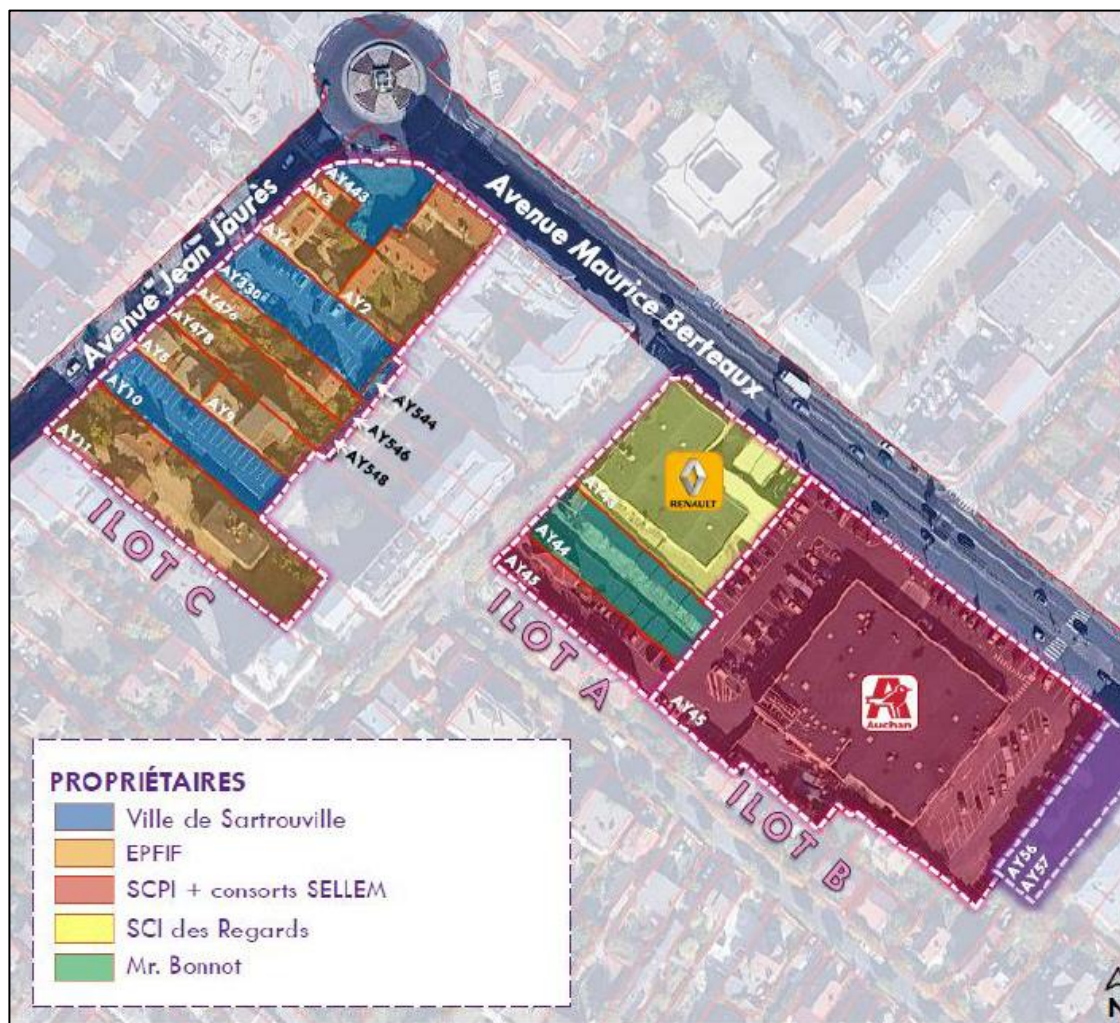 AY443
AY3
AY4
AY330
AY476
AY478
AY5
AY9
AY10
AY11
AY2
Avenue Jean Jaurès
Avenue Maurice Berteaux
AY544
AY546
AY548
ILOT C
RENAULT
AY44
AY45
ILOT A
AY45
Auchan
ILOT B
AY56
AY57
PROPRIÉTAIRES
Ville de Sartrouville
EPFIF
SCPI + consorts SELLEM
SCI des Regards
Mr. Bonnot
N